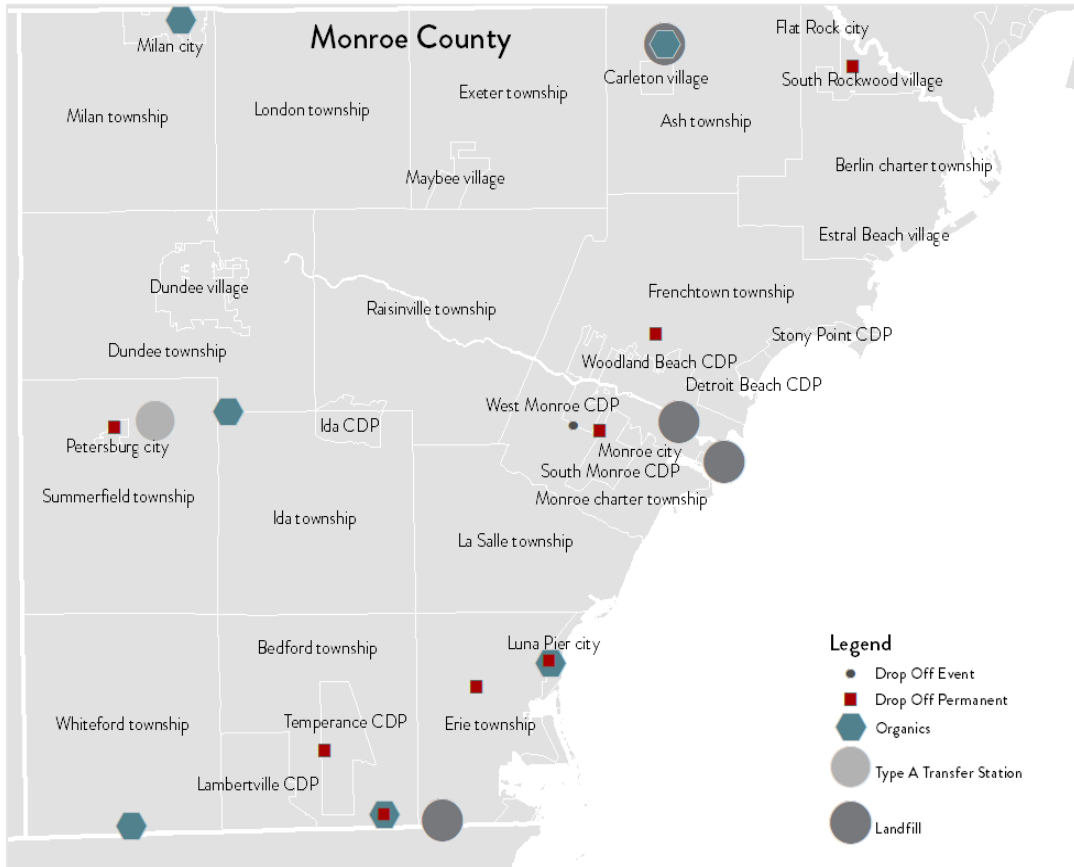 Monroe County
Flat Rock city
Milan city
Carleton village
South Rockwood village
Exeter township
London township
Milan township
Ash township
Berlin charter township
Maybee village
Estral Beach village
Dundee village
Frenchtown township
Raisinville township
Stony Point CDP
Dundee township
Woodland Beach CDP
Detroit Beach CDP
West Monroe CDP
Ida CDP
Petersburg city
Monroe city
South Monroe CDP
Summerfield township
Monroe charter township
Ida township
La Salle township
Luna Pier city
Bedford township
Whiteford township
Temperance CDP
Erie township
Lambertville CDP
Legend
Drop Off Event
Drop Off Permanent
Organics
Type A Transfer Station
Landfill